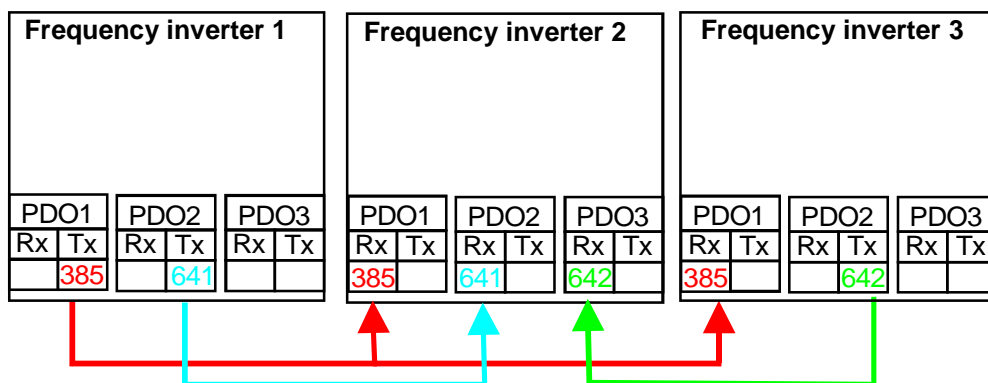 Frequency inverter 1
Frequency inverter 2
Frequency inverter 3
PDO1 PDO2 PDO3
Rx Tx Rx Tx Rx Tx
385 641
PDO1 PDO2 PDO3
Rx Tx Rx Tx Rx Tx
385 641 642
PDO1 PDO2 PDO3
Rx Tx Rx Tx Rx Tx
385 642